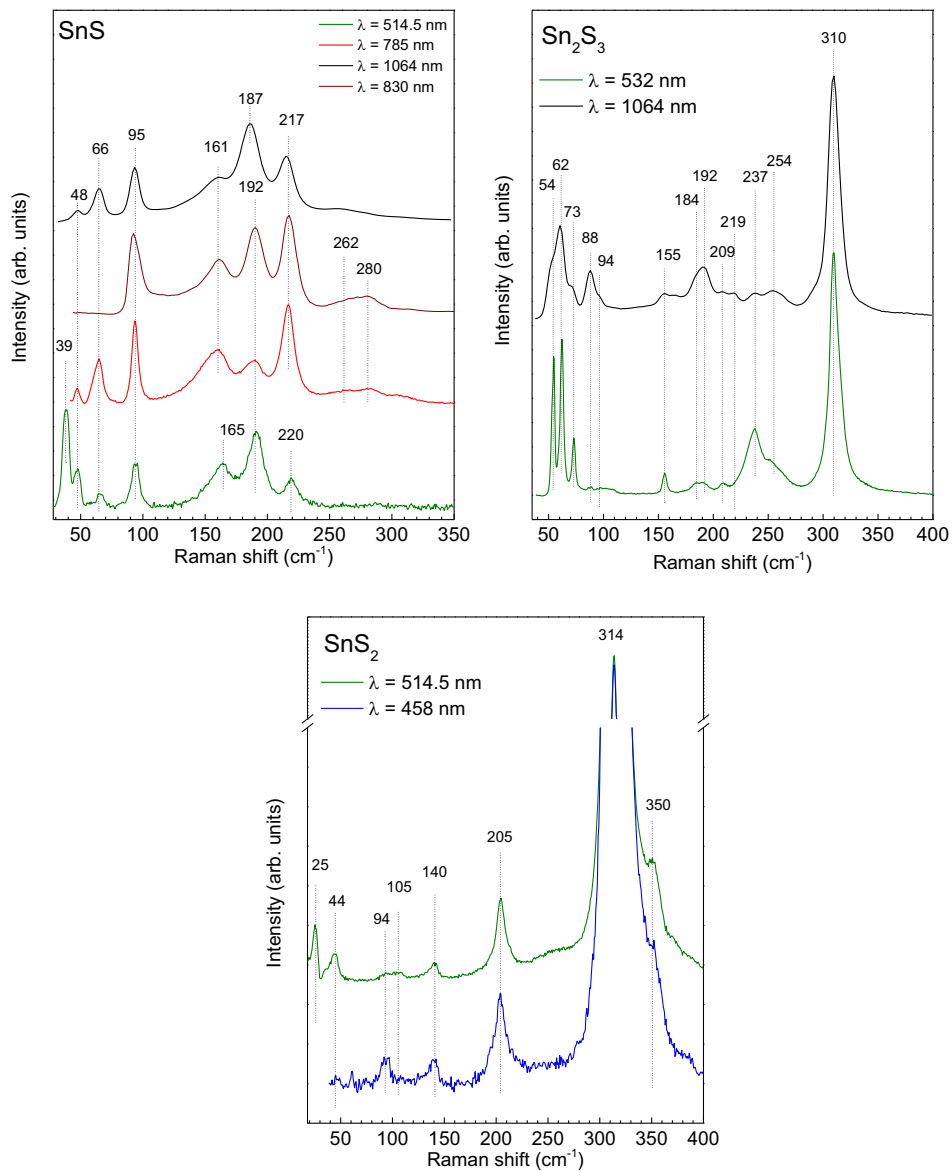 SnS
λ = 514.5 nm
λ = 785 nm
λ = 1064 nm
λ = 830 nm
39
48
66
95
161
187
192
217
262
280
165
220
Intensity (arb. units)
50 100 150 200 250 300 350
Raman shift (cm⁻¹)
Sn₂S₃
λ = 532 nm
λ = 1064 nm
310
54
62
73
88
94
155
184
192
209
219
237
254
Intensity (arb. units)
50 100 150 200 250 300 350 400
Raman shift (cm⁻¹)
SnS₂
λ = 514.5 nm
λ = 458 nm
314
350
205
25
44
94
105
140
Intensity (arb. units)
50 100 150 200 250 300 350 400
Raman shift (cm⁻¹)